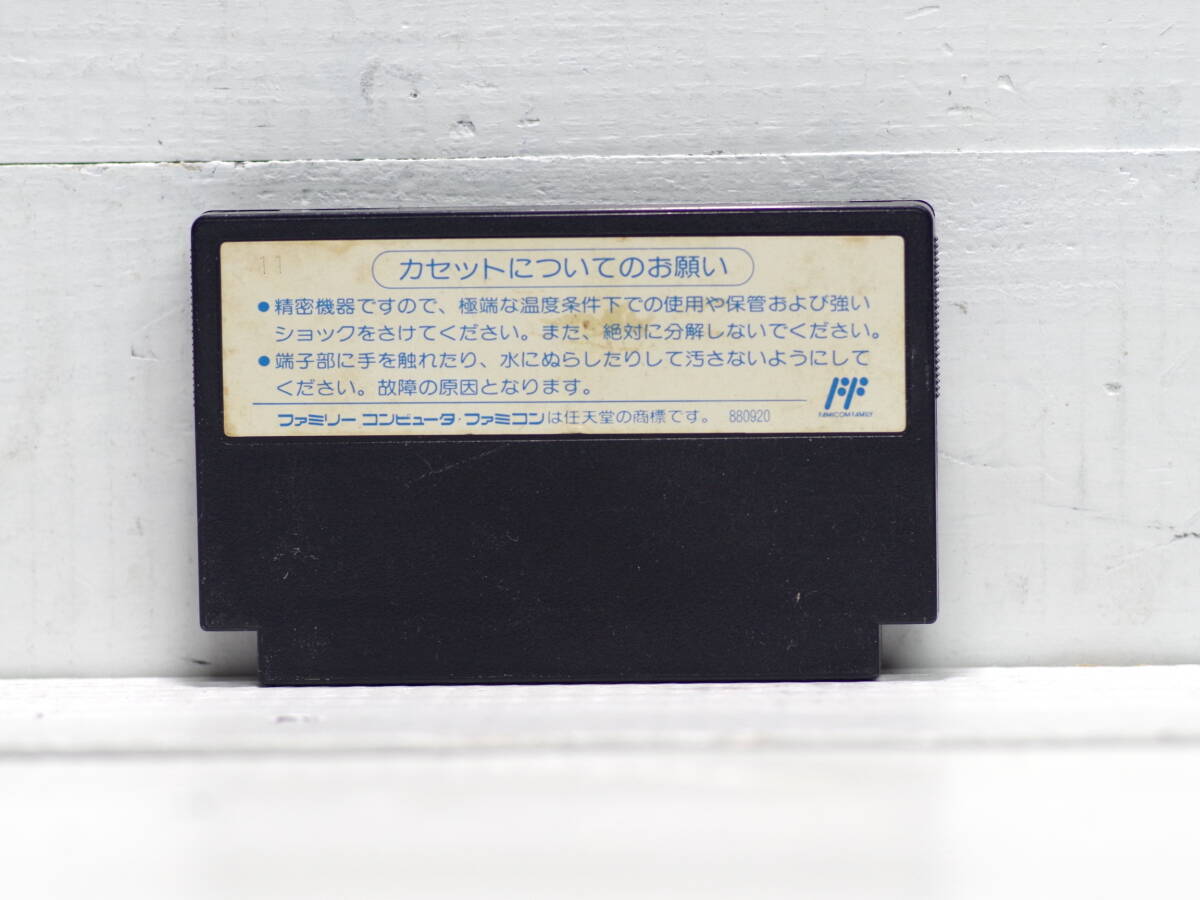 11
カセットについてのお願い
●精密機器ですので、極端な温度条件下での使用や保管および強い
ショックをさけてください。また、絶対に分解しないでください。
●端子部に手を触れたり、水にぬらしたりして汚さないようにして
ください。故障の原因となります。
FAMICOM FAMILY
ファミリー コンピュータ・ファミコンは任天堂の商標です。 880920